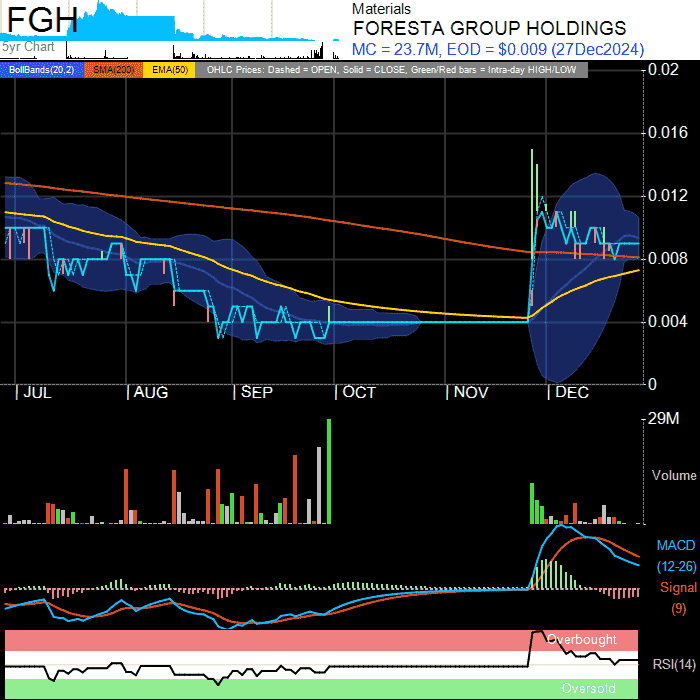 FGH
5yr Chart
Materials
FORESTA GROUP HOLDINGS
MC = 23.7M, EOD = $0.009 (27Dec2024)
BollBands(20,2) SMA(200) EMA(50) OHLC Prices: Dashed = OPEN, Solid = CLOSE, Green/Red bars = Intra-day HIGH/LOW
0.02
0.016
0.012
0.008
0.004
0
JUL AUG SEP OCT NOV DEC
29M
Volume
MACD
(12-26)
Signal
(9)
Overbought
RSI(14)
Oversold